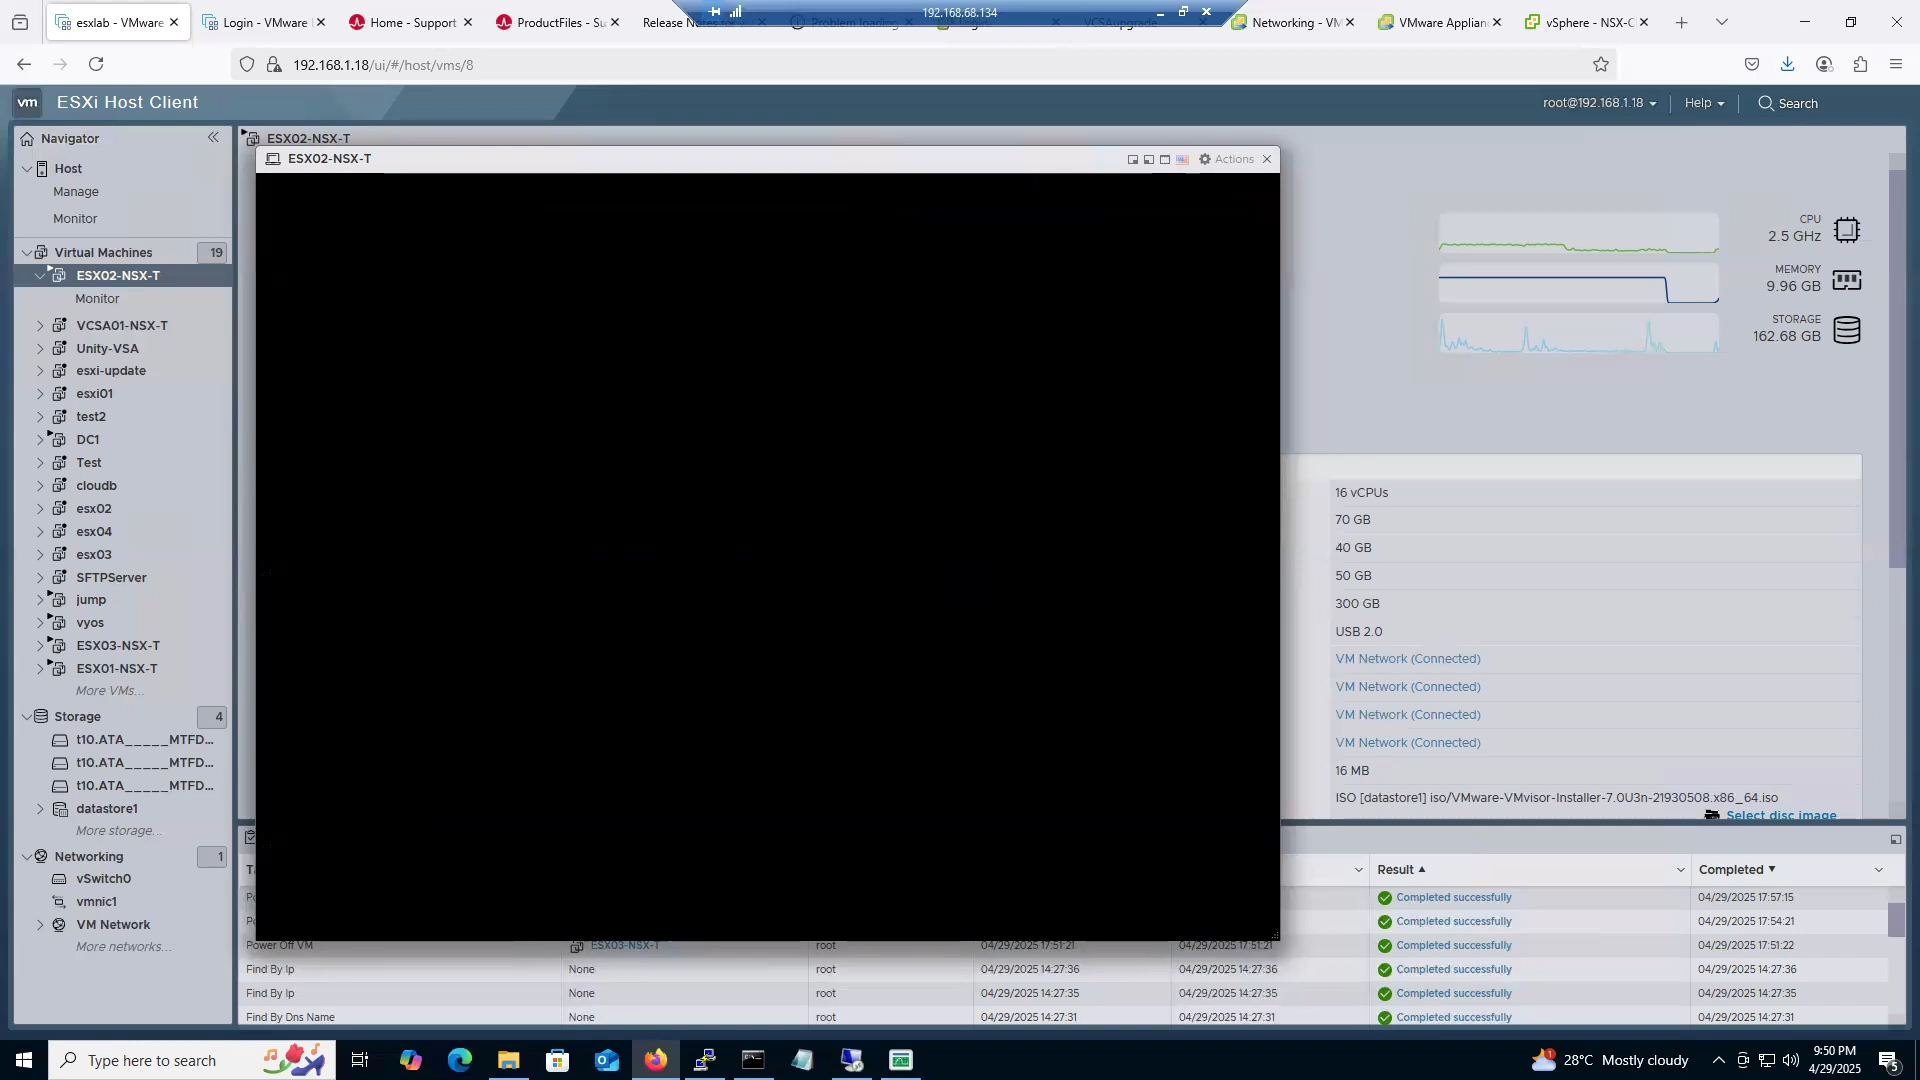 esxlab - VMware
Login - VMware
Home - Support
ProductFiles - Su
Release Notes for
192.168.68.134
Problem loading
Login
VCSAupgrade
Networking - VM
VMware Applian
vSphere - NSX-C
192.168.1.18/ui/#/host/vms/8
vm ESXi Host Client
root@192.168.1.18
Help
Search
Navigator
Host
Manage
Monitor
Virtual Machines 19
ESX02-NSX-T
Monitor
VCSA01-NSX-T
Unity-VSA
esxi-update
esxi01
test2
DC1
Test
cloudb
esx02
esx04
esx03
SFTPServer
jump
vyos
ESX03-NSX-T
ESX01-NSX-T
More VMs...
Storage 4
t10.ATA_____MTFD...
t10.ATA_____MTFD...
t10.ATA_____MTFD...
datastore1
More storage...
Networking 1
vSwitch0
vmnic1
VM Network
More networks...
ESX02-NSX-T
ESX02-NSX-T
Actions
CPU
2.5 GHz
MEMORY
9.96 GB
STORAGE
162.68 GB
16 vCPUs
70 GB
40 GB
50 GB
300 GB
USB 2.0
VM Network (Connected)
VM Network (Connected)
VM Network (Connected)
VM Network (Connected)
16 MB
ISO [datastore1] iso/VMware-VMvisor-Installer-7.0U3n-21930508.x86_64.iso
Select disc image
Result Completed
Completed successfully 04/29/2025 17:57:15
Completed successfully 04/29/2025 17:54:21
Power Off VM ESX03-NSX-T root 04/29/2025 17:51:21 04/29/2025 17:51:21 Completed successfully 04/29/2025 17:51:22
Find By Ip None root 04/29/2025 14:27:36 04/29/2025 14:27:36 Completed successfully 04/29/2025 14:27:36
Find By Ip None root 04/29/2025 14:27:35 04/29/2025 14:27:35 Completed successfully 04/29/2025 14:27:35
Find By Dns Name None root 04/29/2025 14:27:31 04/29/2025 14:27:31 Completed successfully 04/29/2025 14:27:31
Type here to search
28°C Mostly cloudy
9:50 PM
4/29/2025
5